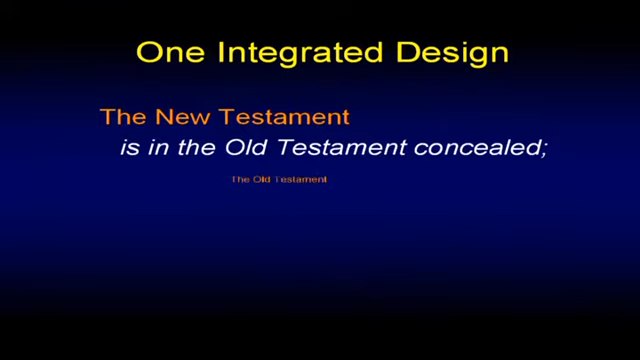 One Integrated Design
The New Testament
is in the Old Testament concealed;
The Old Testament